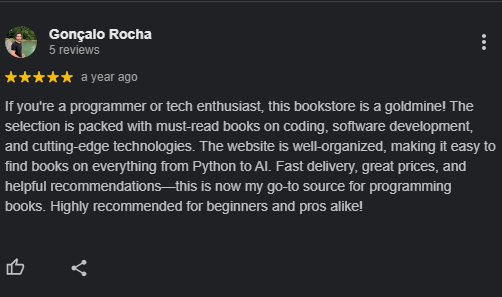 Gonçalo Rocha
5 reviews
a year ago
If you're a programmer or tech enthusiast, this bookstore is a goldmine! The
selection is packed with must-read books on coding, software development,
and cutting-edge technologies. The website is well-organized, making it easy to
find books on everything from Python to AI. Fast delivery, great prices, and
helpful recommendations—this is now my go-to source for programming
books. Highly recommended for beginners and pros alike!